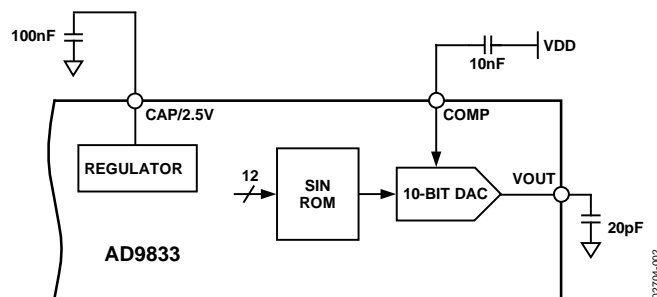 100nF
10nF
VDD
CAP/2.5V
COMP
REGULATOR
12
SIN
ROM
10-BIT DAC
VOUT
20pF
AD9833